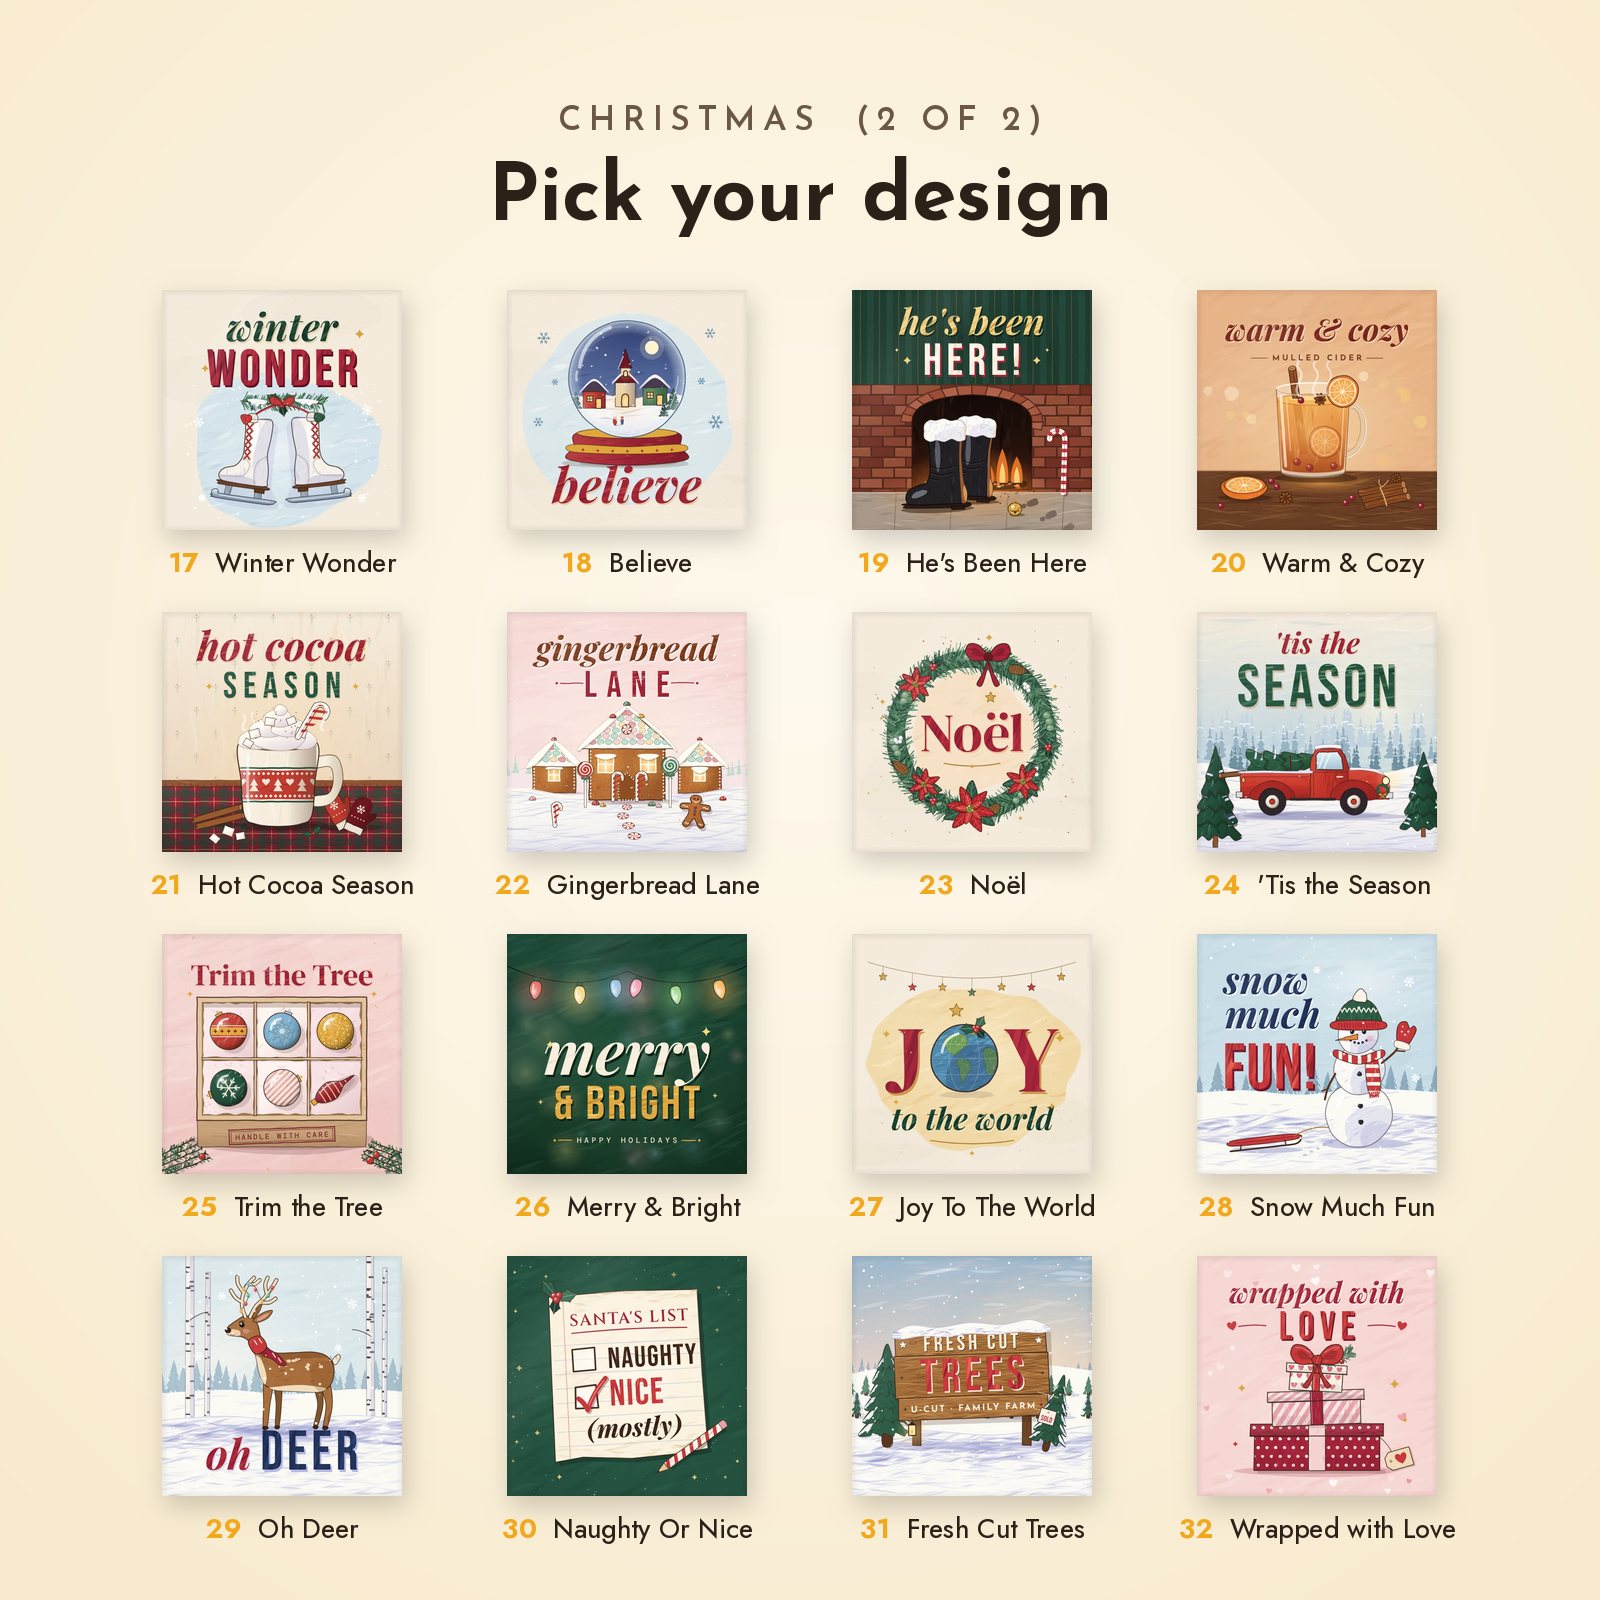 CHRISTMAS (2 OF 2)
Pick your design
winter
WONDER
17 Winter Wonder
believe
18 Believe
he's been
HERE!
19 He's Been Here
warm & cozy
MULLED CIDER
20 Warm & Cozy
hot cocoa
SEASON
21 Hot Cocoa Season
gingerbread
LANE
22 Gingerbread Lane
Noël
23 Noël
'tis the
SEASON
24 'Tis the Season
Trim the Tree
HANDLE WITH CARE
25 Trim the Tree
merry
& BRIGHT
HAPPY HOLIDAYS
26 Merry & Bright
JOY
to the world
27 Joy To The World
snow
much
FUN!
28 Snow Much Fun
oh DEER
29 Oh Deer
SANTA'S LIST
NAUGHTY
NICE
(mostly)
30 Naughty Or Nice
FRESH CUT
TREES
U-CUT · FAMILY FARM
SOLD
31 Fresh Cut Trees
wrapped with
LOVE
32 Wrapped with Love